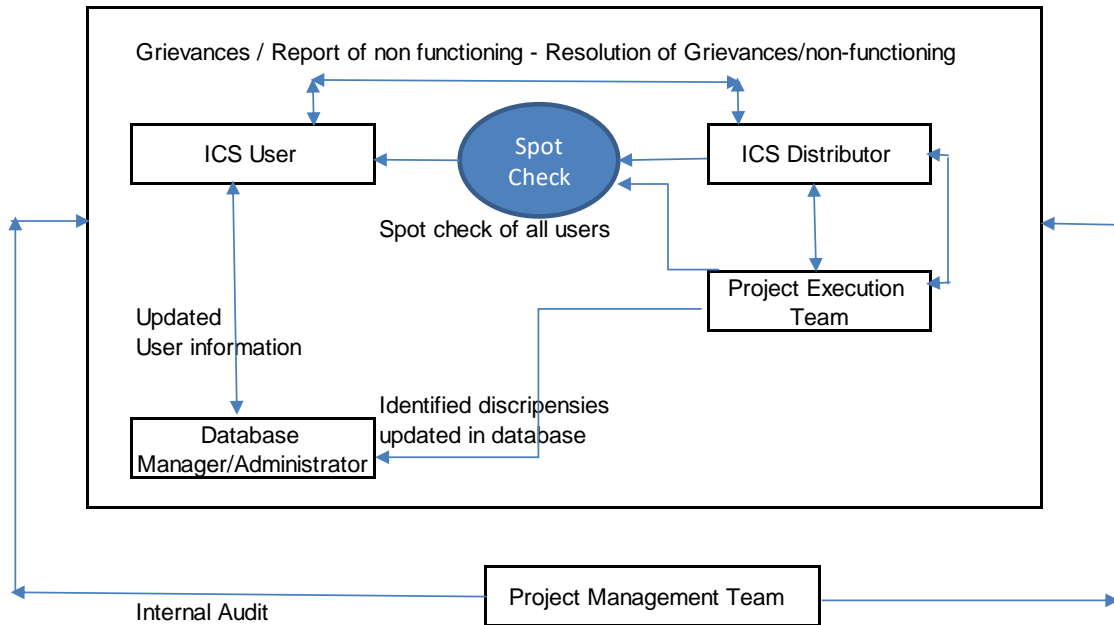 Grievances / Report of non functioning - Resolution of Grievances/non-functioning
ICS User
Spot
Check
ICS Distributor
Spot check of all users
Project Execution
Team
Updated
User information
Identified discripensies
updated in database
Database
Manager/Administrator
Project Management Team
Internal Audit